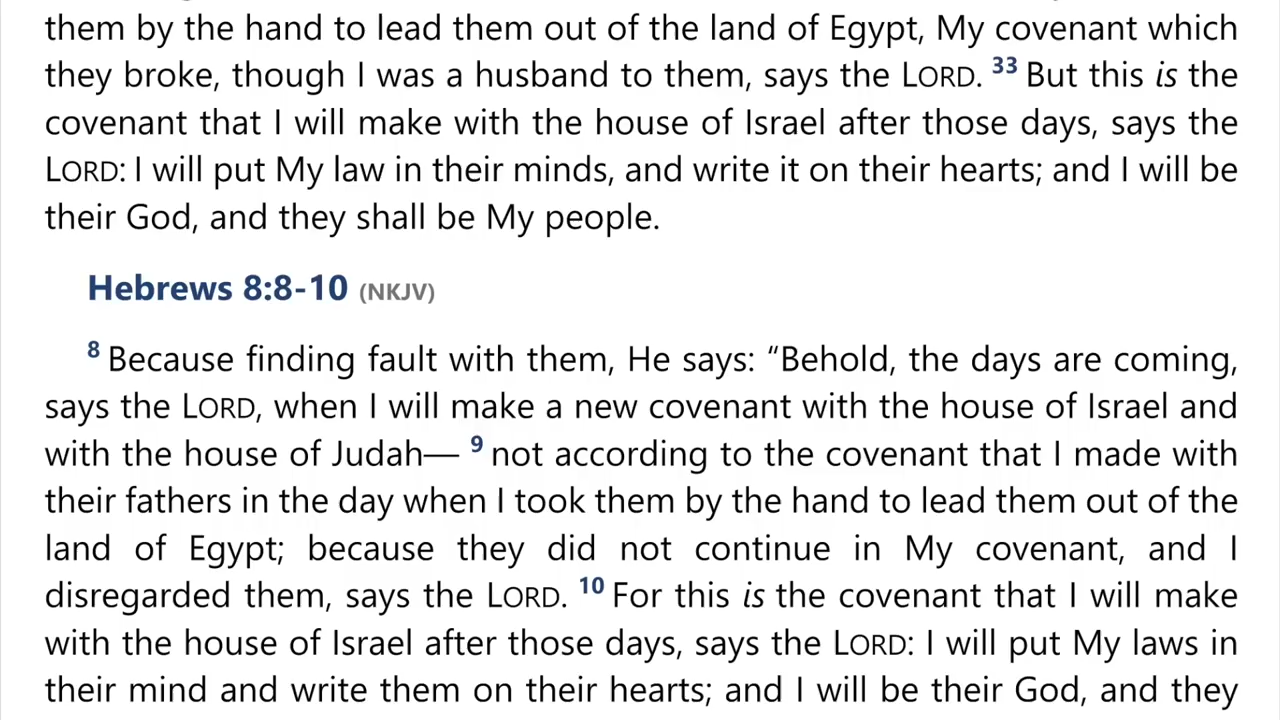 them by the hand to lead them out of the land of Egypt, My covenant which
they broke, though I was a husband to them, says the LORD. 33 But this is the
covenant that I will make with the house of Israel after those days, says the
LORD: I will put My law in their minds, and write it on their hearts; and I will be
their God, and they shall be My people.
Hebrews 8:8-10 (NKJV)
8 Because finding fault with them, He says: “Behold, the days are coming,
says the LORD, when I will make a new covenant with the house of Israel and
with the house of Judah— 9 not according to the covenant that I made with
their fathers in the day when I took them by the hand to lead them out of the
land of Egypt; because they did not continue in My covenant, and I
disregarded them, says the LORD. 10 For this is the covenant that I will make
with the house of Israel after those days, says the LORD: I will put My laws in
their mind and write them on their hearts; and I will be their God, and they